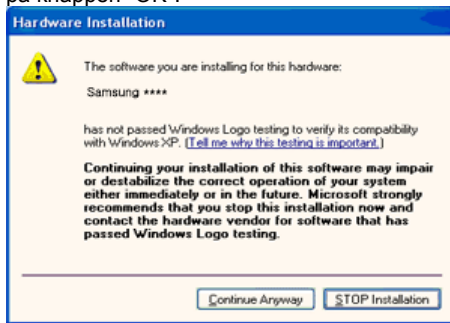 på knappen "OK".
Hardware Installation
The software you are installing for this hardware:
Samsung ****
has not passed Windows Logo testing to verify its compatibility
with Windows XP. (Tell me why this testing is important.)
Continuing your installation of this software may impair
or destabilize the correct operation of your system
either immediately or in the future. Microsoft strongly
recommends that you stop this installation now and
contact the hardware vendor for software that has
passed Windows Logo testing.
Continue Anyway STOP Installation